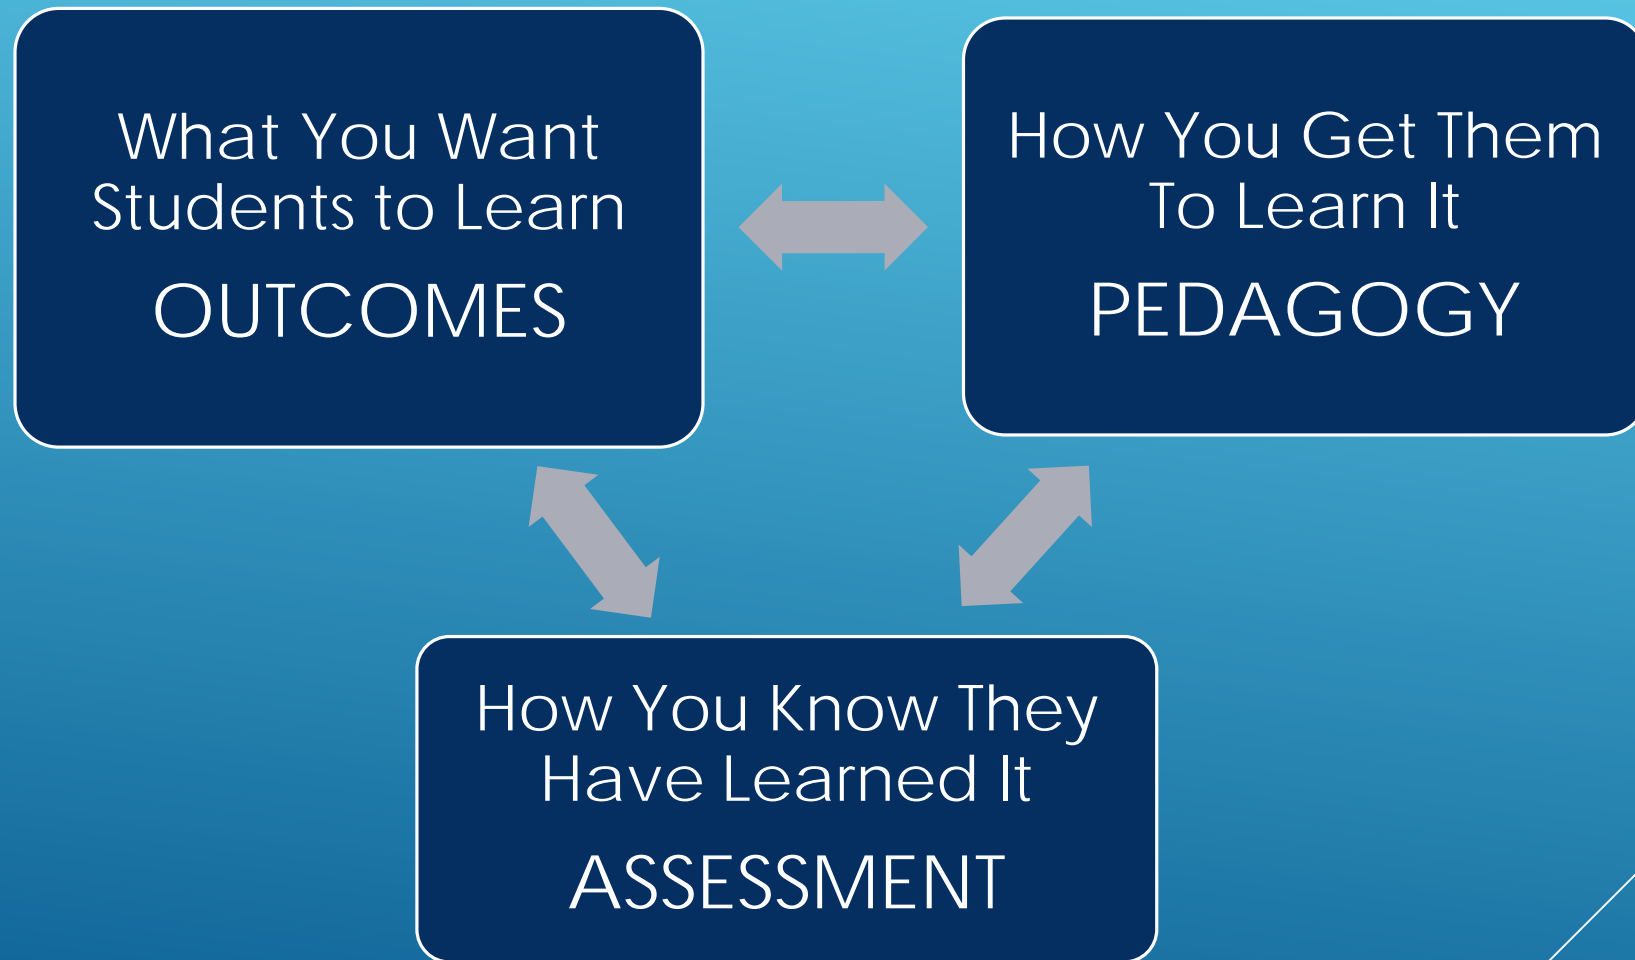 What You Want
Students to Learn
OUTCOMES
How You Get Them
To Learn It
PEDAGOGY
How You Know They
Have Learned It
ASSESSMENT